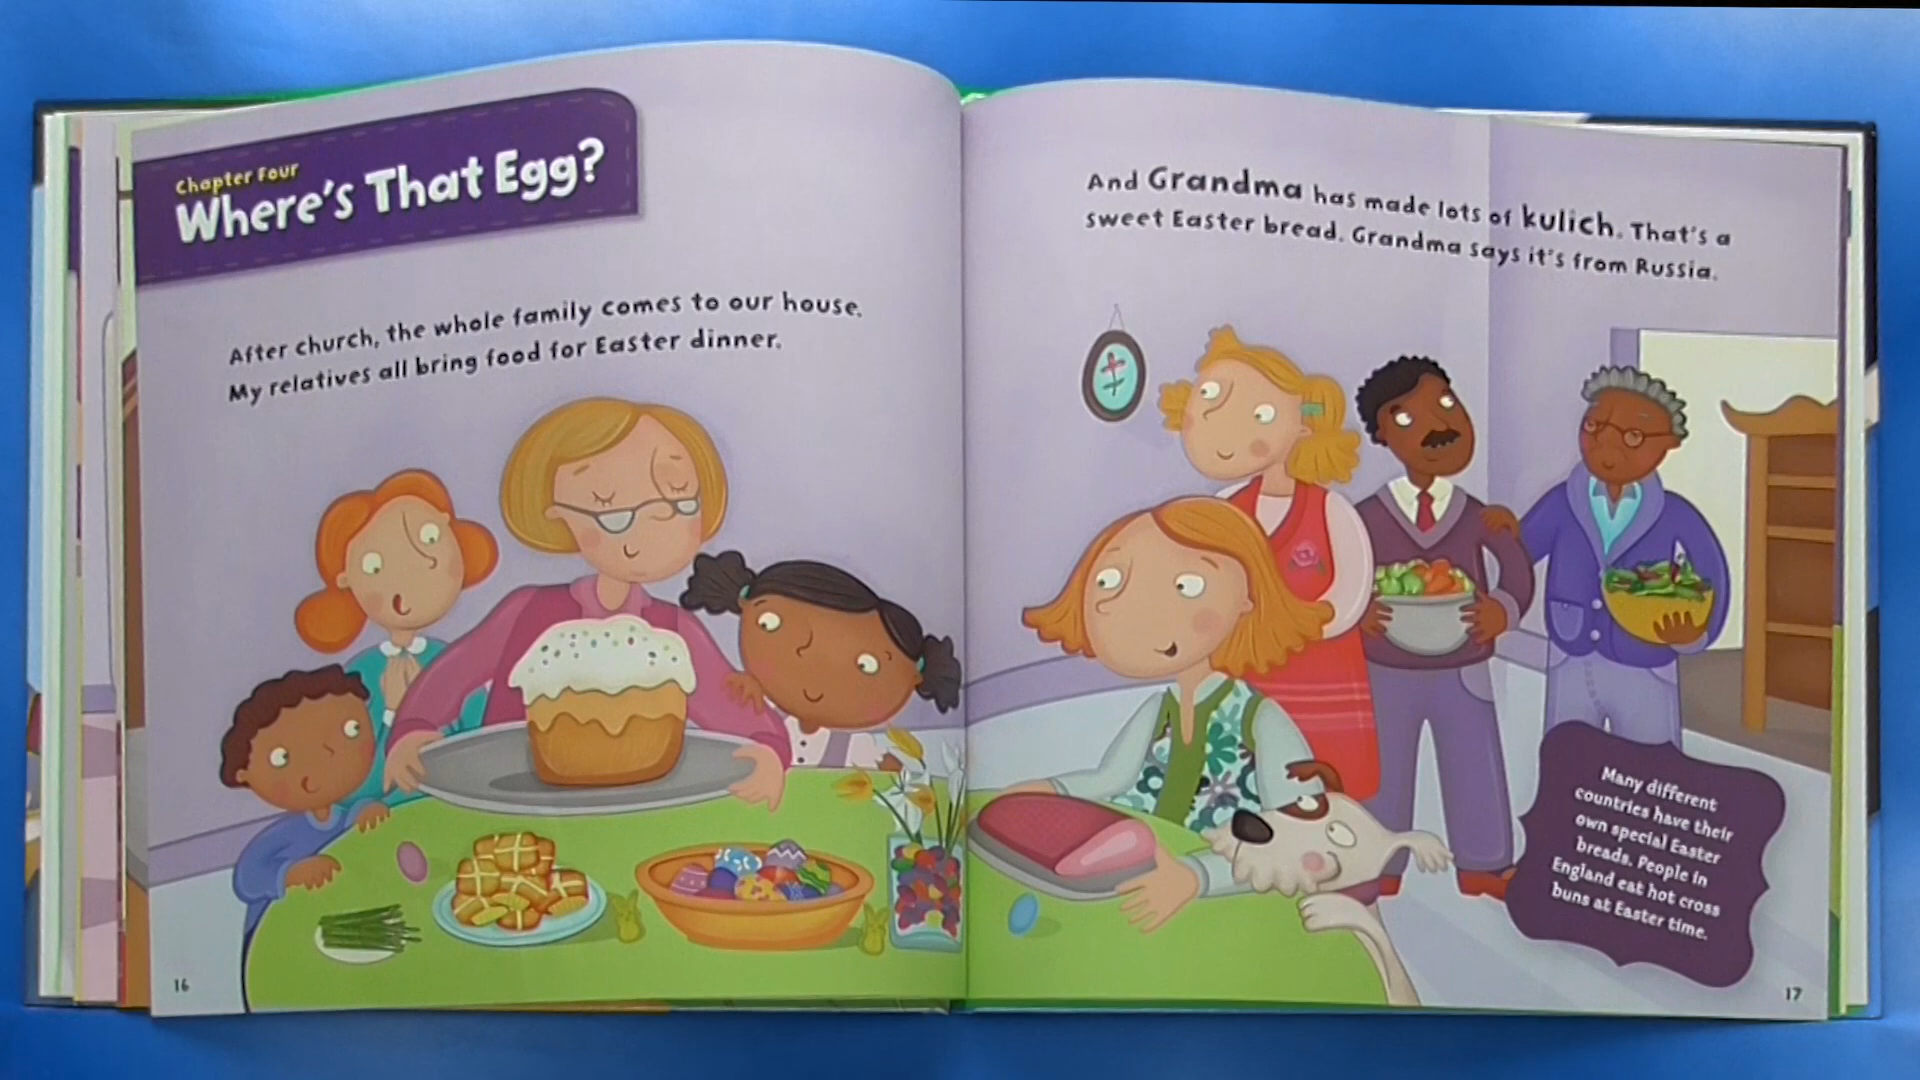 Chapter Four
Where's That Egg?
After church, the whole family comes to our house.
My relatives all bring food for Easter dinner.
16
And Grandma has made lots of kulich. That's a
sweet Easter bread. Grandma says it's from Russia.
Many different
countries have their
own special Easter
breads. People in
England eat hot cross
buns at Easter time.
17